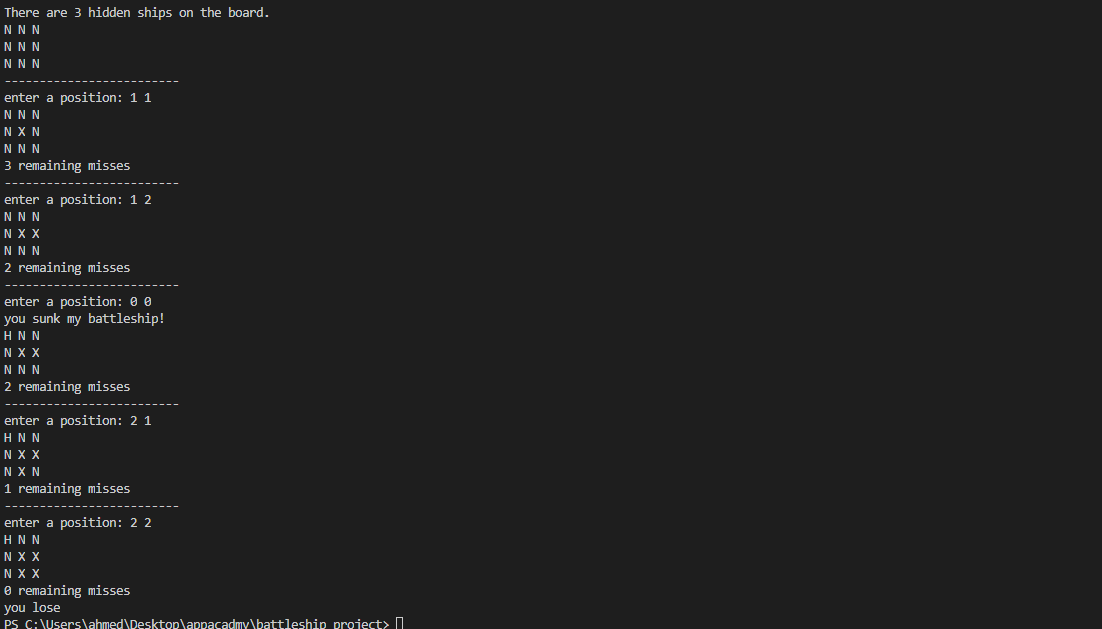 There are 3 hidden ships on the board.
N N N
N N N
N N N
-------------------------
enter a position: 1 1
N N N
N X N
N N N
3 remaining misses
-------------------------
enter a position: 1 2
N N N
N X X
N N N
2 remaining misses
-------------------------
enter a position: 0 0
you sunk my battleship!
H N N
N X X
N N N
2 remaining misses
-------------------------
enter a position: 2 1
H N N
N X X
N X N
1 remaining misses
-------------------------
enter a position: 2 2
H N N
N X X
N X X
0 remaining misses
you lose
PS C:\Users\ahmed\Desktop\appacadmy\battleship_project>